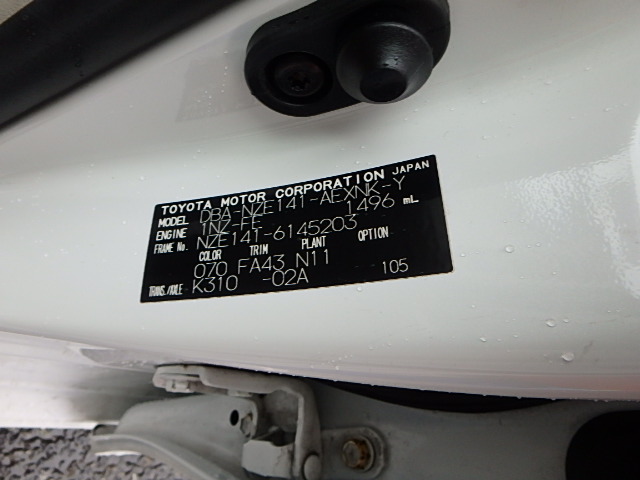 TOYOTA MOTOR CORPORATION JAPAN
MODEL DBA-NZE141-AEXNK-Y
ENGINE 1NZ-FE 1496 mL
FRAME No. NZE141-6145203
COLOR TRIM PLANT OPTION
070 FA43 N11
TRANS./AXLE K310 -02A 105